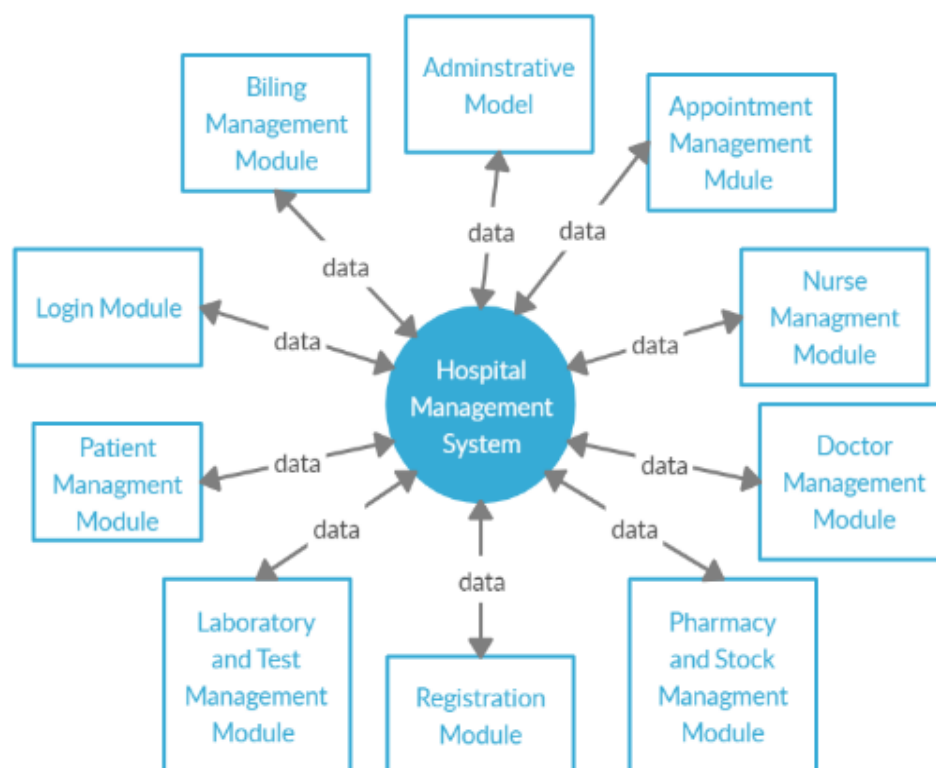 Biling
Management
Module
Adminstrative
Model
Appointment
Management
Mdule
data
data
data
Login Module
data
Nurse
Managment
Module
data
Hospital
Management
System
Patient
Managment
Module
data
data
Doctor
Management
Module
data
data
data
Laboratory
and Test
Management
Module
Registration
Module
Pharmacy
and Stock
Managment
Module